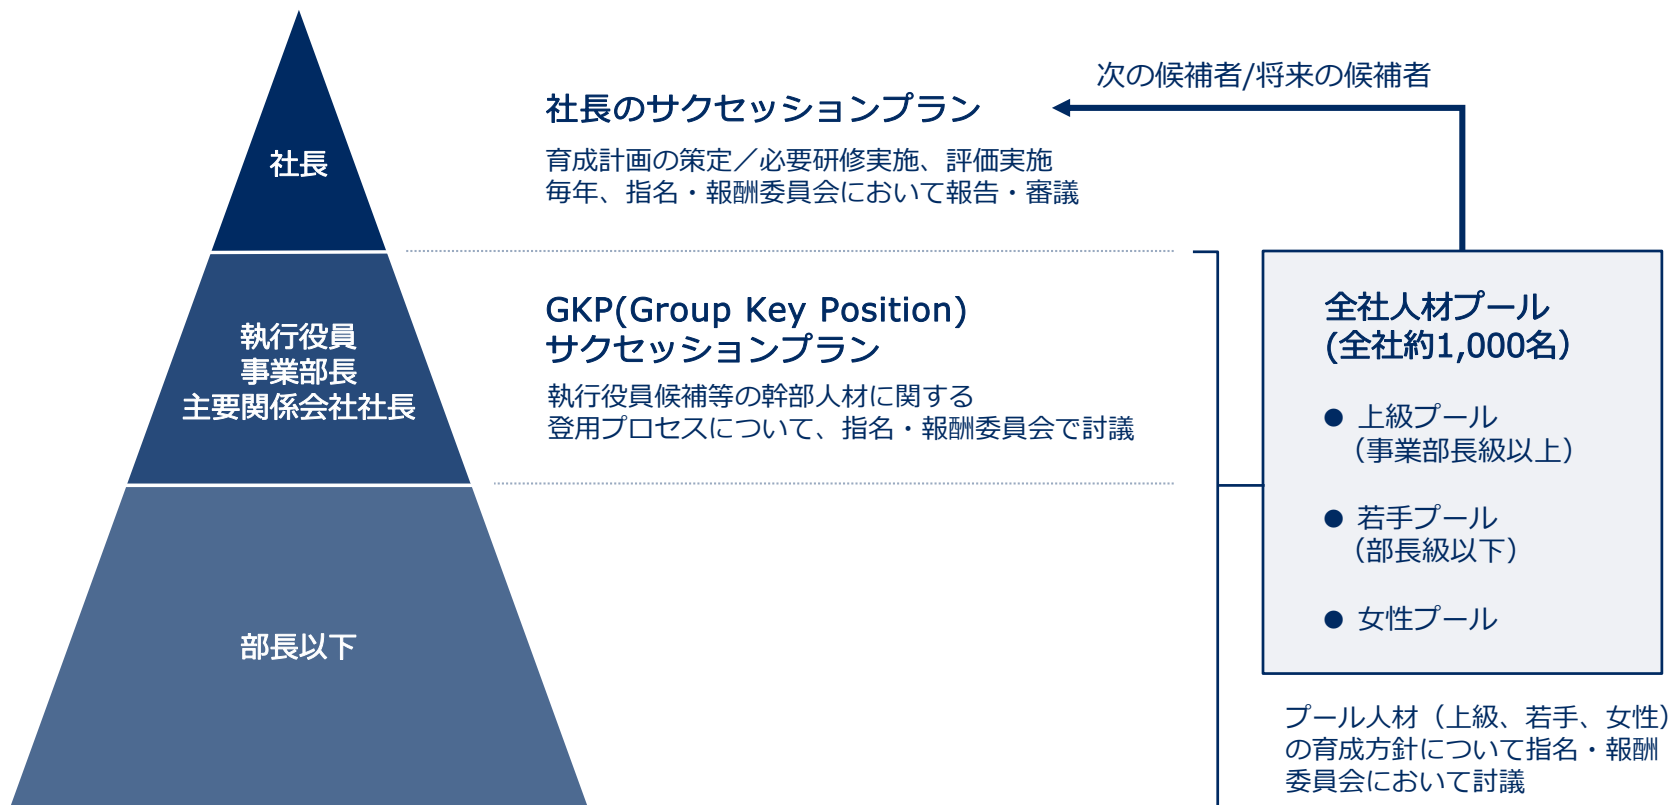 社長
執行役員
事業部長
主要関係会社社長
部長以下
社長のサクセッションプラン
育成計画の策定／必要研修実施、評価実施
毎年、指名・報酬委員会において報告・審議
GKP(Group Key Position)
サクセッションプラン
執行役員候補等の幹部人材に関する
登用プロセスについて、指名・報酬委員会で討議
次の候補者/将来の候補者
全社人材プール
(全社約1,000名）
● 上級プール
（事業部長級以上）
● 若手プール
（部長級以下）
● 女性プール
プール人材（上級、若手、女性）
の育成方針について指名・報酬
委員会において討議